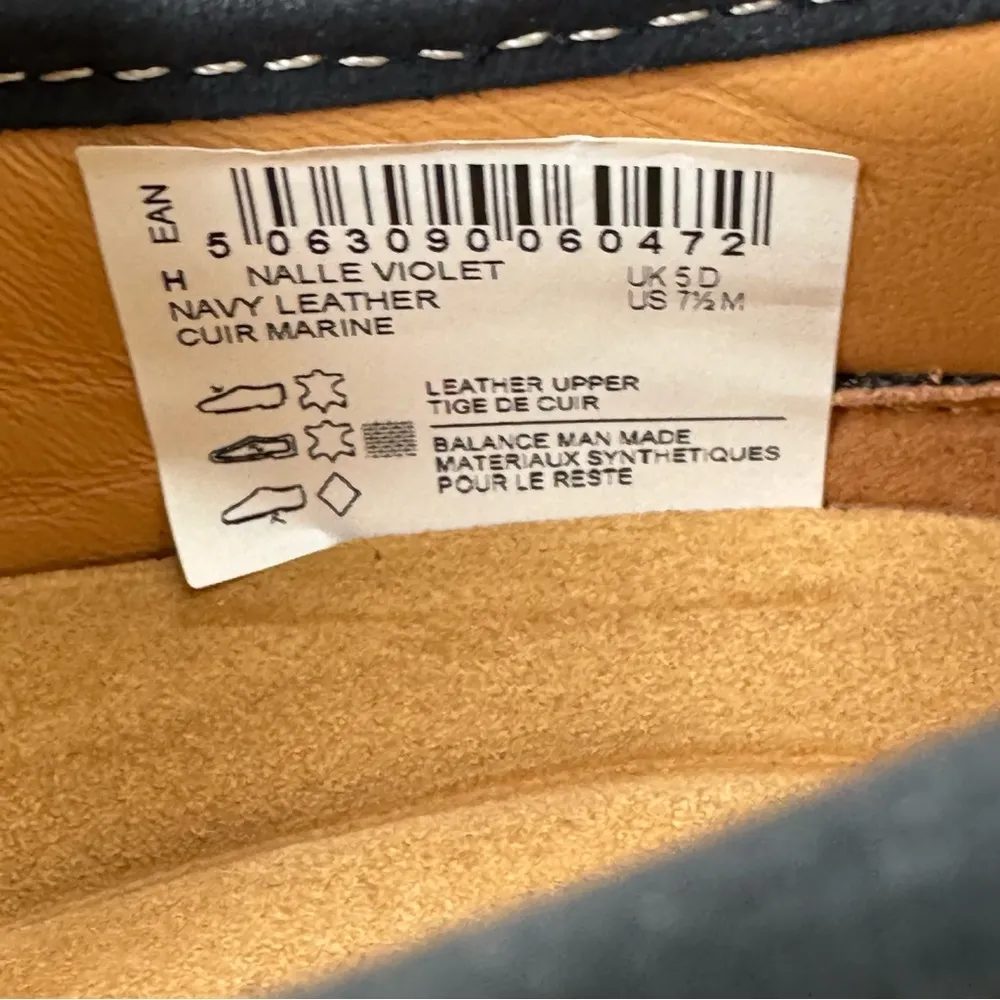 EAN
5 063090 060472
H NALLE VIOLET UK 5 D
NAVY LEATHER US 7½ M
CUIR MARINE
LEATHER UPPER
TIGE DE CUIR
BALANCE MAN MADE
MATERIAUX SYNTHETIQUES
POUR LE RESTE